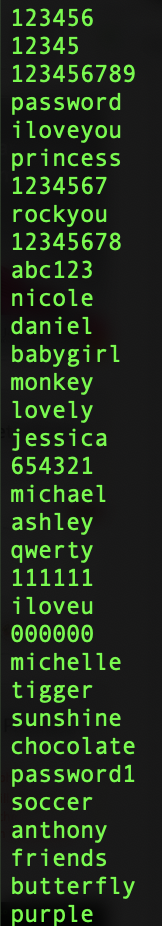 123456
12345
123456789
password
iloveyou
princess
1234567
rockyou
12345678
abc123
nicole
daniel
babygirl
monkey
lovely
jessica
654321
michael
ashley
qwerty
111111
iloveu
000000
michelle
tigger
sunshine
chocolate
password1
soccer
anthony
friends
butterfly
purple